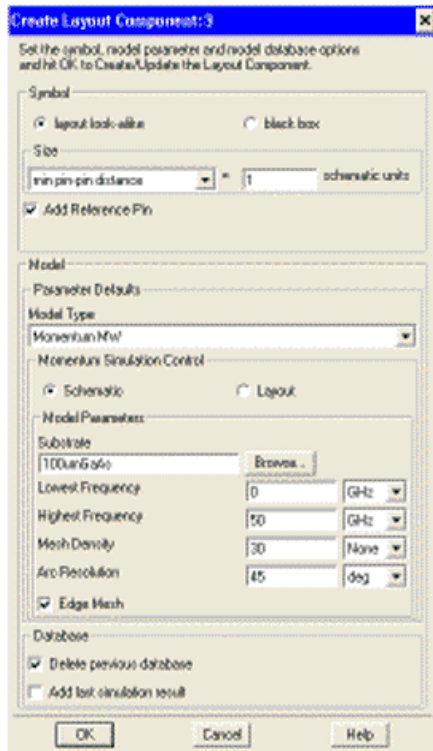 Create Layout Component:3
Set the symbol, model parameter and model database options
and hit OK to Create/Update the Layout Component.
Symbol
layout look-alike black box
Size
min pin-pin distance = 1 schematic units
Add Reference Pin
Model
Parameter Defaults
Model Type
Momentum MW
Momentum Simulation Control
Schematic Layout
Model Parameters
Substrate
100umGaAs Browse...
Lowest Frequency 0 GHz
Highest Frequency 50 GHz
Mesh Density 30 None
Arc Resolution 45 deg
Edge Mesh
Database
Delete previous database
Add last simulation result
OK Cancel Help